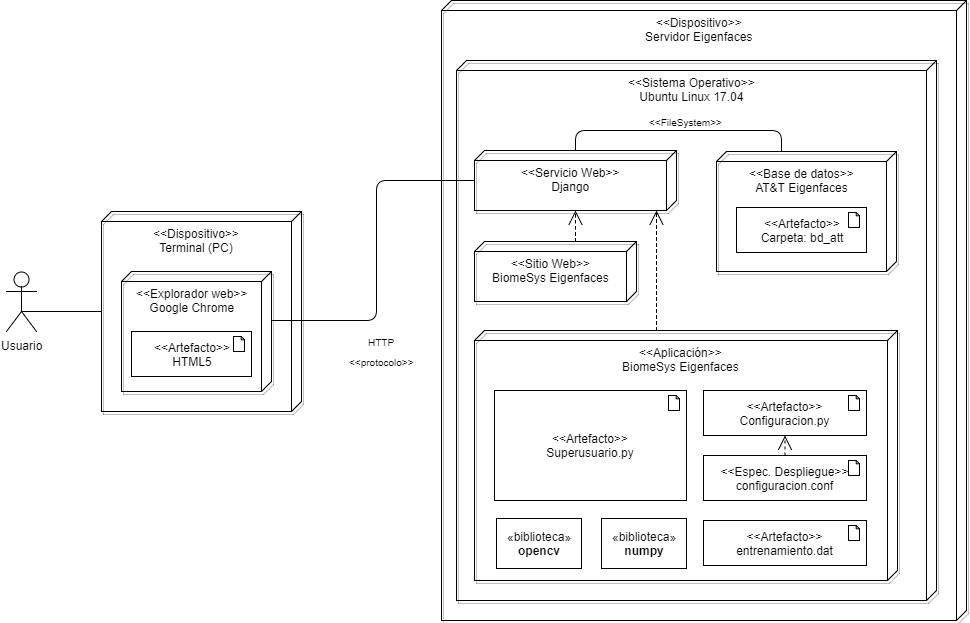 <<Dispositivo>>
Servidor Eigenfaces
<<Sistema Operativo>>
Ubuntu Linux 17.04
<<FileSystem>>
<<Servicio Web>>
Django
<<Base de datos>>
AT&T Eigenfaces
<<Artefacto>>
Carpeta: bd_att
<<Sitio Web>>
BiomeSys Eigenfaces
<<Dispositivo>>
Terminal (PC)
<<Explorador web>>
Google Chrome
<<Artefacto>>
HTML5
Usuario
HTTP
<<protocolo>>
<<Aplicación>>
BiomeSys Eigenfaces
<<Artefacto>>
Superusuario.py
<<Artefacto>>
Configuracion.py
<<Espec. Despliegue>>
configuracion.conf
«biblioteca»
opencv
«biblioteca»
numpy
<<Artefacto>>
entrenamiento.dat